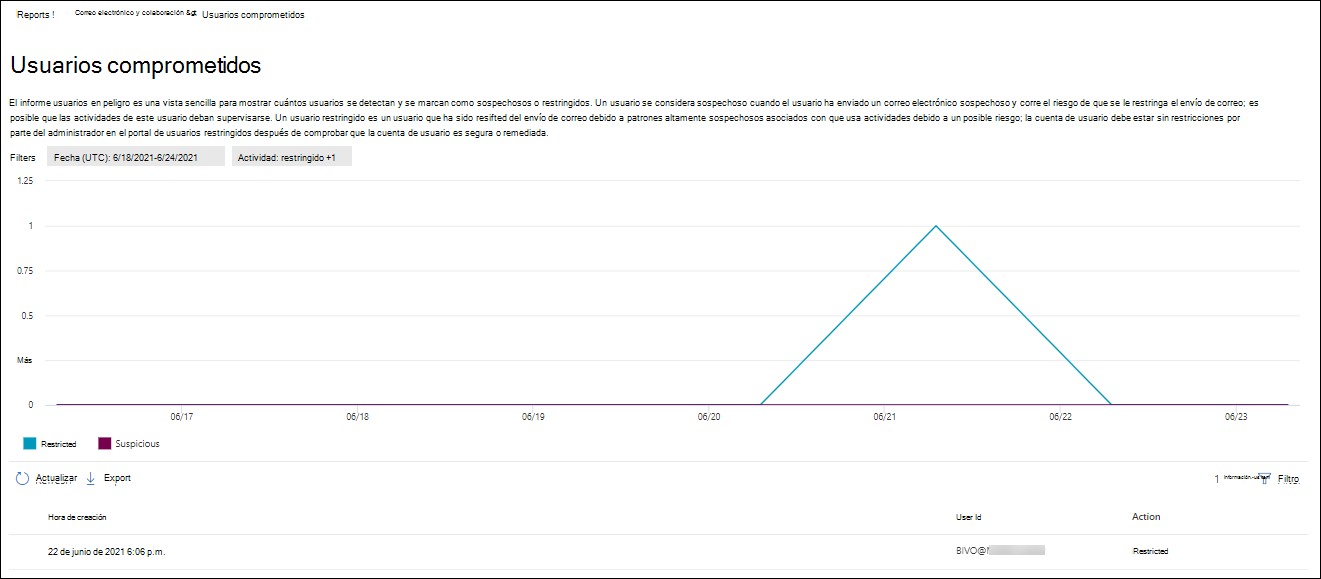 Reports ! Correo electrónico y colaboración &gt; Usuarios comprometidos
Usuarios comprometidos
El informe usuarios en peligro es una vista sencilla para mostrar cuántos usuarios se detectan y se marcan como sospechosos o restringidos. Un usuario se considera sospechoso cuando el usuario ha enviado un correo electrónico sospechoso y corre el riesgo de que se le restringa el envío de correo; es
posible que las actividades de este usuario deban supervisarse. Un usuario restringido es un usuario que ha sido resifted del envío de correo debido a patrones altamente sospechosos asociados con que usa actividades debido a un posible riesgo; la cuenta de usuario debe estar sin restricciones por
parte del administrador en el portal de usuarios restringidos después de comprobar que la cuenta de usuario es segura o remediada.
Filters Fecha (UTC): 6/18/2021-6/24/2021 Actividad: restringido +1
1.25
1
0.75
0.5
Más
0
06/17 06/18 06/19 06/20 06/21 06/22 06/23
Restricted Suspicious
Actualizar Export 1 Filtro
Hora de creación User Id Action
22 de junio de 2021 6:06 p.m. BIVO@ Restricted